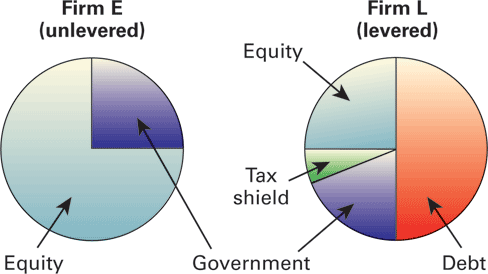 Firm E
(unlevered)
Firm L
(levered)
Equity
Tax
shield
Equity
Government
Debt